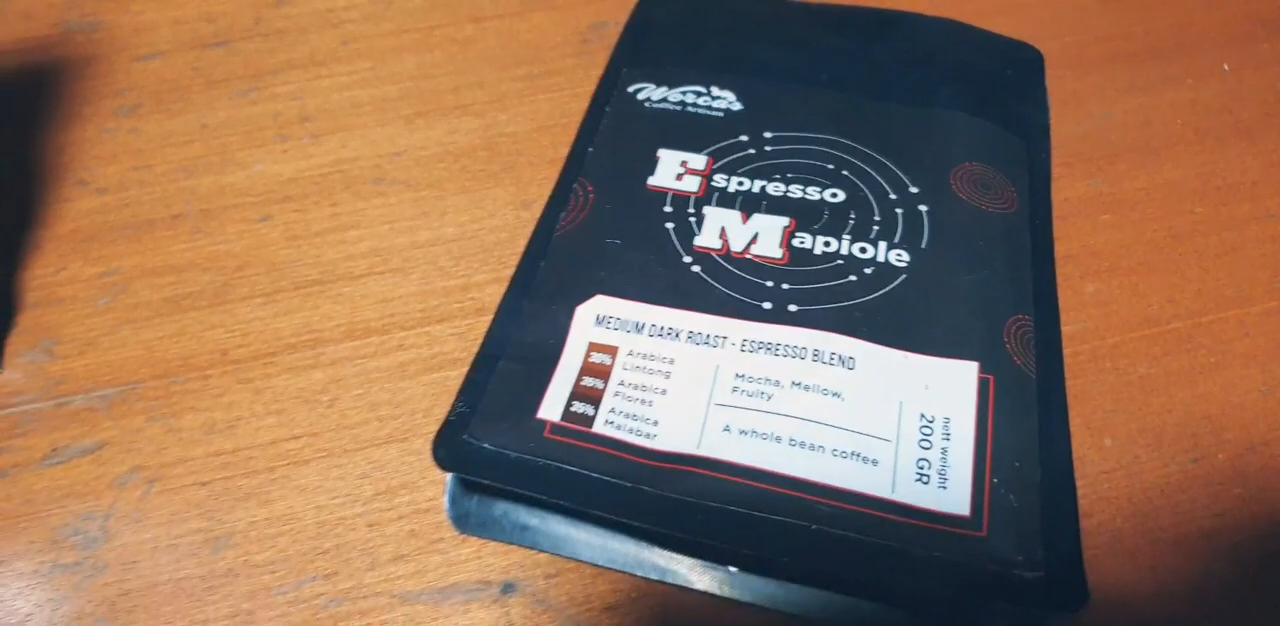 Worcas
Coffee Artisan
Espresso
Mapiole
MEDIUM DARK ROAST - ESPRESSO BLEND
30%
Arabica
Lintong
35%
Arabica
Flores
35%
Arabica
Malabar
Mocha, Mellow,
Fruity
A whole bean coffee
nett weight
200 GR